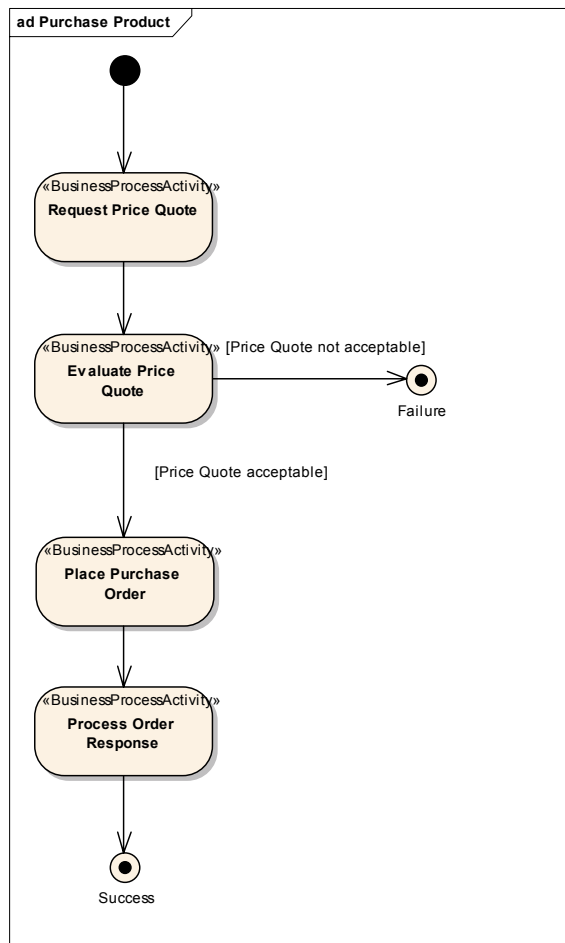 ad Purchase Product
«BusinessProcessActivity»
Request Price Quote
«BusinessProcessActivity» [Price Quote not acceptable]
Evaluate Price
Quote
Failure
[Price Quote acceptable]
«BusinessProcessActivity»
Place Purchase
Order
«BusinessProcessActivity»
Process Order
Response
Success